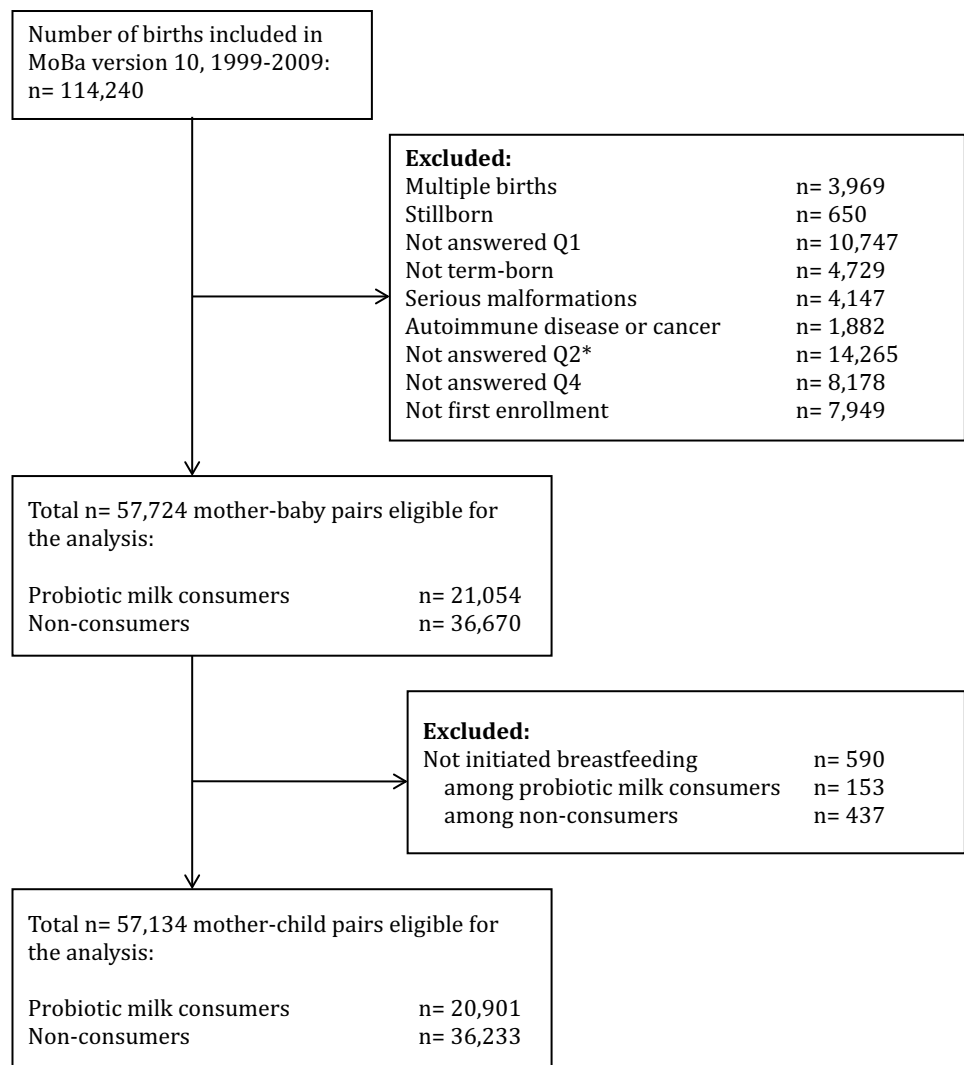 Number of births included in
MoBa version 10, 1999-2009:
n= 114,240
Excluded:
Multiple births n= 3,969
Stillborn n= 650
Not answered Q1 n= 10,747
Not term-born n= 4,729
Serious malformations n= 4,147
Autoimmune disease or cancer n= 1,882
Not answered Q2* n= 14,265
Not answered Q4 n= 8,178
Not first enrollment n= 7,949
Total n= 57,724 mother-baby pairs eligible for
the analysis:
Probiotic milk consumers n= 21,054
Non-consumers n= 36,670
Excluded:
Not initiated breastfeeding n= 590
among probiotic milk consumers n= 153
among non-consumers n= 437
Total n= 57,134 mother-child pairs eligible for
the analysis:
Probiotic milk consumers n= 20,901
Non-consumers n= 36,233